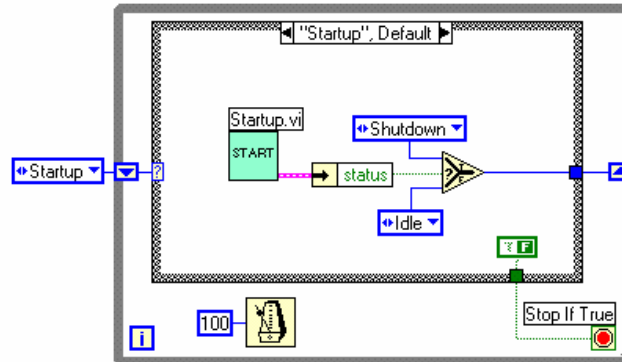 "Startup", Default
Startup.vi
START
Shutdown
Startup
?
status
T
?
F
Idle
F
Stop If True
100
i